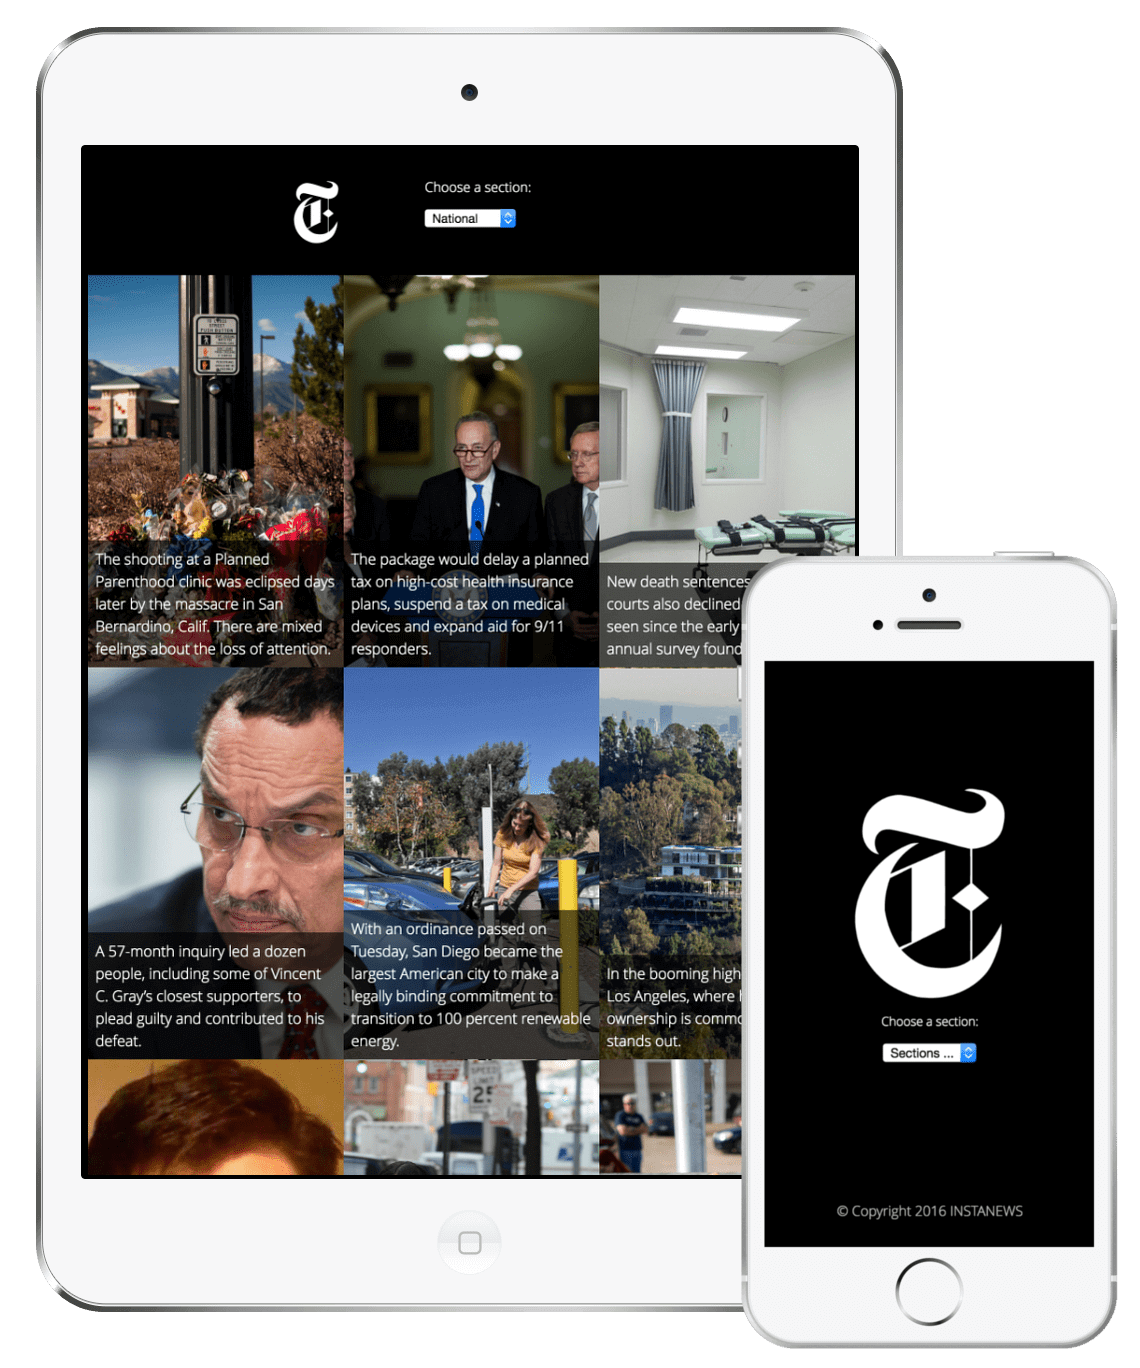 Choose a section:
National
PUSH BUTTON
The shooting at a Planned
Parenthood clinic was eclipsed days
later by the massacre in San
Bernardino, Calif. There are mixed
feelings about the loss of attention.
The package would delay a planned
tax on high-cost health insurance
plans, suspend a tax on medical
devices and expand aid for 9/11
responders.
New death sentences
courts also declined
seen since the early
annual survey found
A 57-month inquiry led a dozen
people, including some of Vincent
C. Gray's closest supporters, to
plead guilty and contributed to his
defeat.
With an ordinance passed on
Tuesday, San Diego became the
largest American city to make a
legally binding commitment to
transition to 100 percent renewable
energy.
In the booming high
Los Angeles, where
ownership is
stands out.
SPEED
LIMIT
25
Choose a section:
Sections ...
© Copyright 2016 INSTANEWS